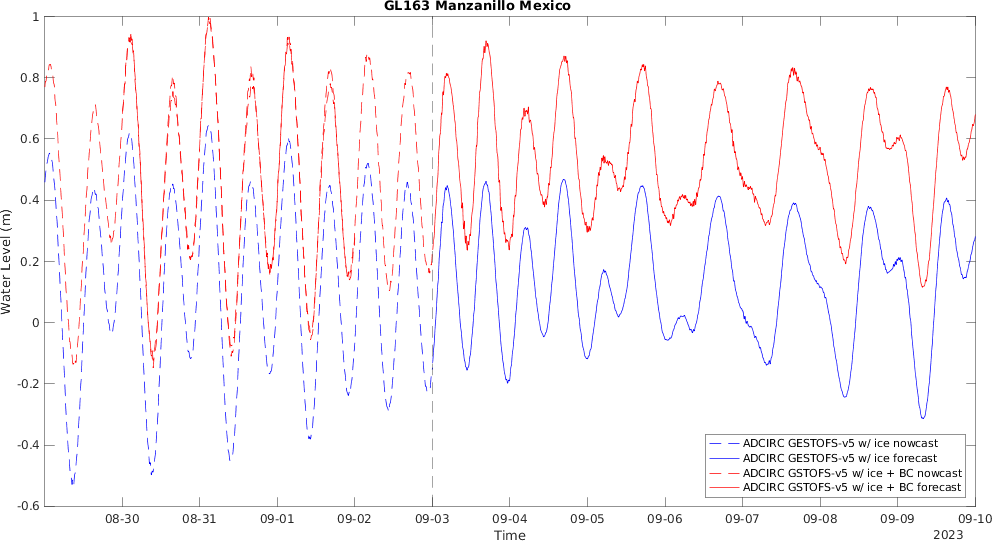 GL163 Manzanillo Mexico
1
0.8
0.6
0.4
0.2
0
-0.2
-0.4
-0.6
Water Level (m)
ADCIRC GESTOFS-v5 w/ ice nowcast
ADCIRC GESTOFS-v5 w/ ice forecast
ADCIRC GSTOFS-v5 w/ ice + BC nowcast
ADCIRC GSTOFS-v5 w/ ice + BC forecast
08-30 08-31 09-01 09-02 09-03 09-04 09-05 09-06 09-07 09-08 09-09 09-10
Time
2023